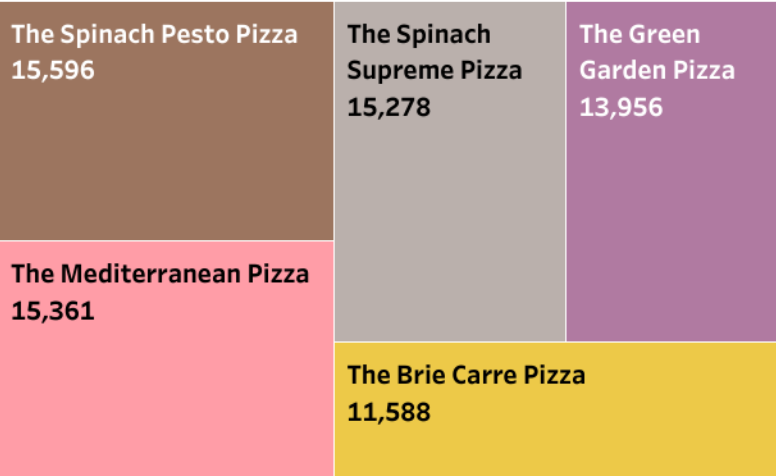 The Spinach Pesto Pizza
15,596
The Spinach
Supreme Pizza
15,278
The Green
Garden Pizza
13,956
The Mediterranean Pizza
15,361
The Brie Carre Pizza
11,588